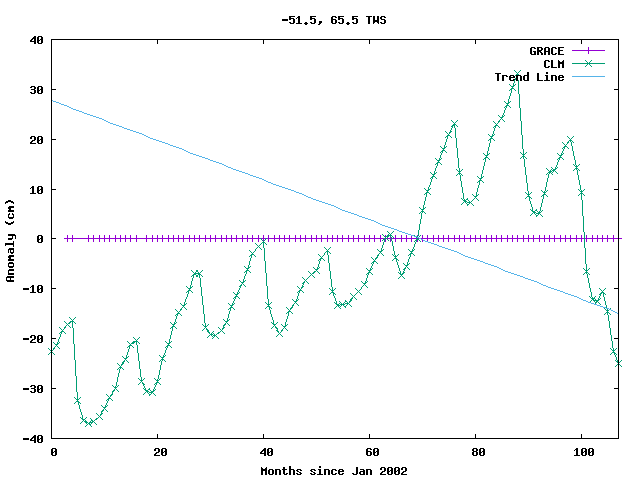 -51.5, 65.5 TWS
GRACE
CLM
Trend Line
40
30
20
10
0
-10
-20
-30
-40
Anomaly (cm)
0 20 40 60 80 100
Months since Jan 2002